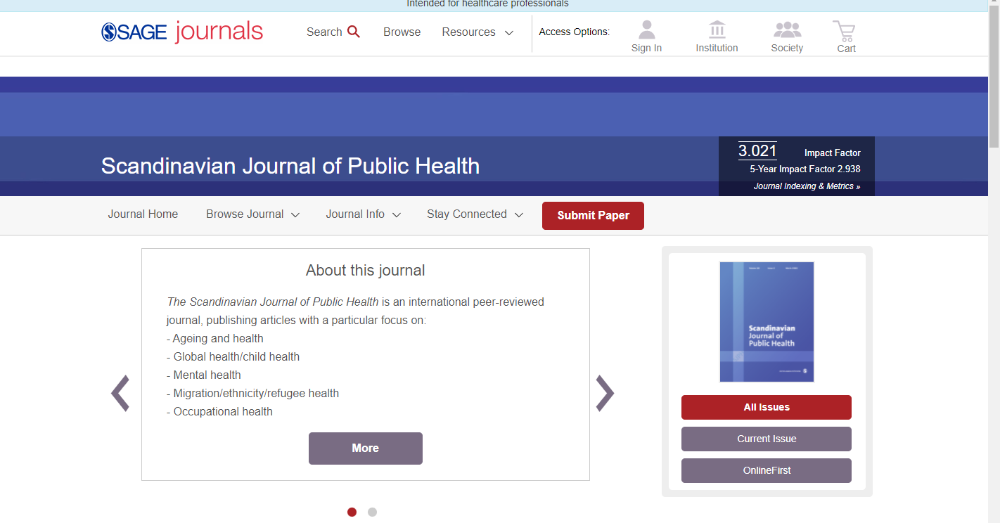 Intended for healthcare professionals
SAGE journals
Search
Browse
Resources
Access Options:
Sign In
Institution
Society
Cart
Scandinavian Journal of Public Health
3.021 Impact Factor
5-Year Impact Factor 2.938
Journal Indexing & Metrics »
Journal Home
Browse Journal
Journal Info
Stay Connected
Submit Paper
About this journal
The Scandinavian Journal of Public Health is an international peer-reviewed
journal, publishing articles with a particular focus on:
- Ageing and health
- Global health/child health
- Mental health
- Migration/ethnicity/refugee health
- Occupational health
More
Scandinavian
Journal of
Public Health
All Issues
Current Issue
OnlineFirst